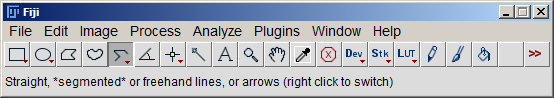 Fiji
File Edit Image Process Analyze Plugins Window Help
A Dev Stk LUT >>
Straight, *segmented* or freehand lines, or arrows (right click to switch)